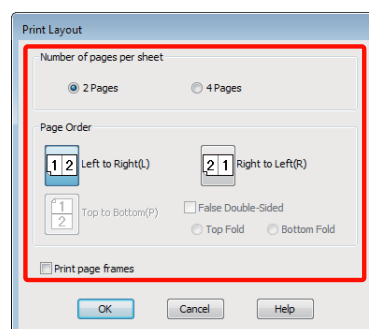 Print Layout
Number of pages per sheet
2 Pages 4 Pages
Page Order
1 2 Left to Right(L) 2 1 Right to Left(R)
1 2 Top to Bottom(P) False Double-Sided
Top Fold Bottom Fold
Print page frames
OK Cancel Help